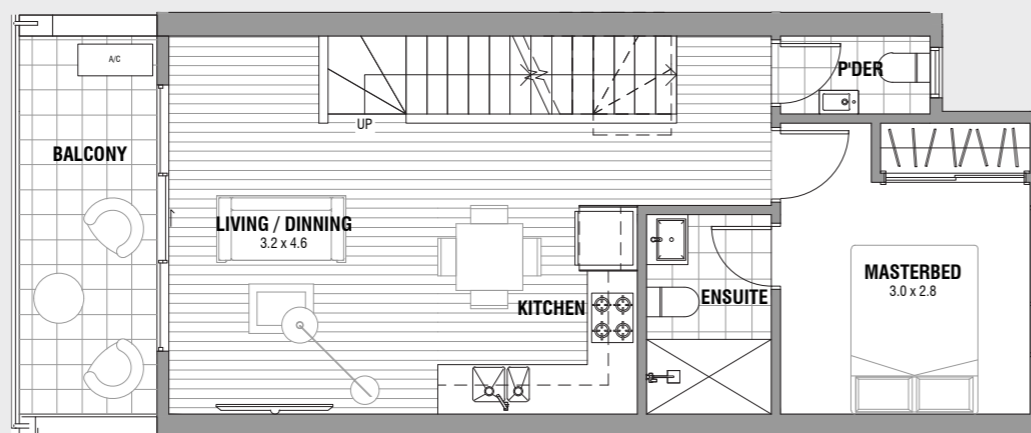 A/C
P'DER
UP
BALCONY
LIVING / DINNING
3.2 x 4.6
MASTERBED
3.0 x 2.8
ENSUITE
KITCHEN